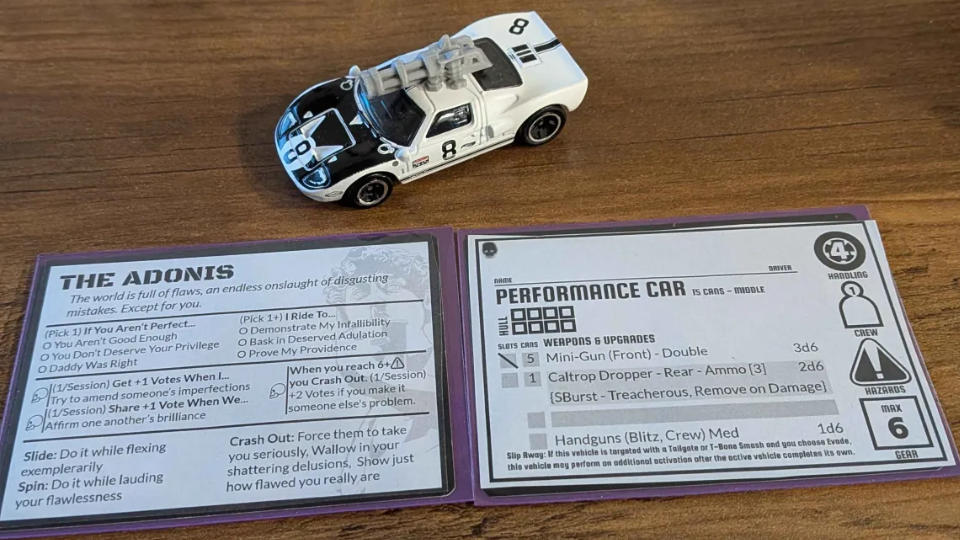 8
8
8
THE ADONIS
The world is full of flaws, an endless onslaught of disgusting
mistakes. Except for you.
(Pick 1) If You Aren't Perfect...
O You Aren't Good Enough
O You Don't Deserve Your Privilege
O Daddy Was Right
(Pick 1+) I Ride To...
O Demonstrate My Infallibility
O Bask in Deserved Adulation
O Prove My Providence
(1/Session) Get +1 Votes When I...
Try to amend someone's imperfections
(1/Session) Share +1 Vote When We...
Affirm one another's brilliance
When you reach 6+
you Crash Out. (1/Session)
+2 Votes if you make it
someone else's problem.
Slide: Do it while flexing
exemplerarily
Spin: Do it while lauding
your flawlessness
Crash Out: Force them to take
you seriously, Wallow in your
shattering delusions, Show just
how flawed you really are
NAME
DRIVER
PERFORMANCE CAR 15 CANS - MIDDLE
HULL
SLOTS CANS WEAPONS & UPGRADES
5 Mini-Gun (Front) - Double 3d6
1 Caltrop Dropper - Rear - Ammo [3] 2d6
[SBurst - Treacherous, Remove on Damage]
Handguns (Blitz, Crew) Med 1d6
Slip Away: If this vehicle is targeted with a Tailgate or T-Bone Smash and you choose Evade,
this vehicle may perform an additional activation after the active vehicle completes its own.
4
HANDLING
1
CREW
HAZARDS
MAX
6
GEAR